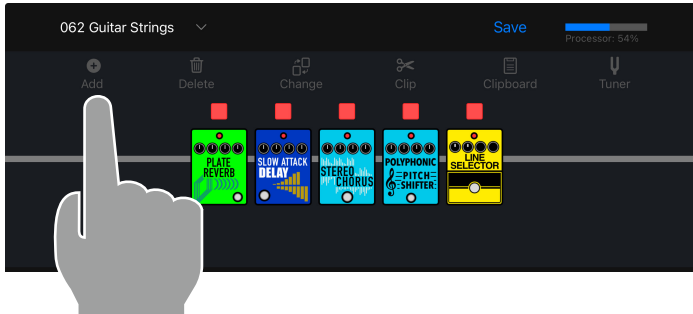 062 Guitar Strings
Save
Processor: 54%
Add
Delete
Change
Clip
Clipboard
Tuner
PLATE
REVERB
SLOW ATTACK
DELAY
STEREO
CHORUS
POLYPHONIC
PITCH
SHIFTER
LINE
SELECTOR